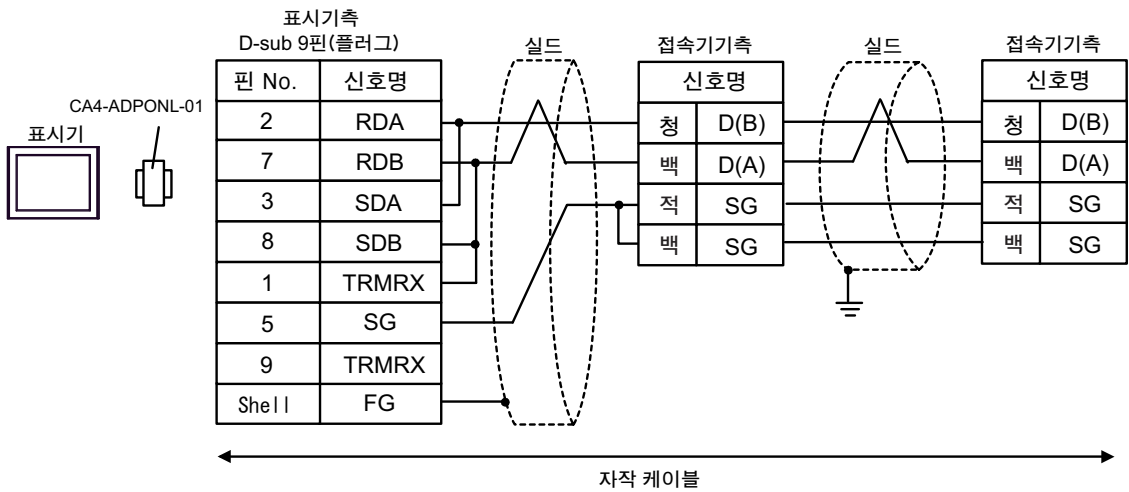 표시기측
D-sub 9핀(플러그)
실드
접속기기측
실드
접속기기측
핀 No. 신호명
신호명
신호명
CA4-ADPONL-01
표시기
2 RDA
청 D(B)
청 D(B)
7 RDB
백 D(A)
백 D(A)
3 SDA
적 SG
적 SG
8 SDB
백 SG
백 SG
1 TRMRX
5 SG
9 TRMRX
Shell FG
자작 케이블